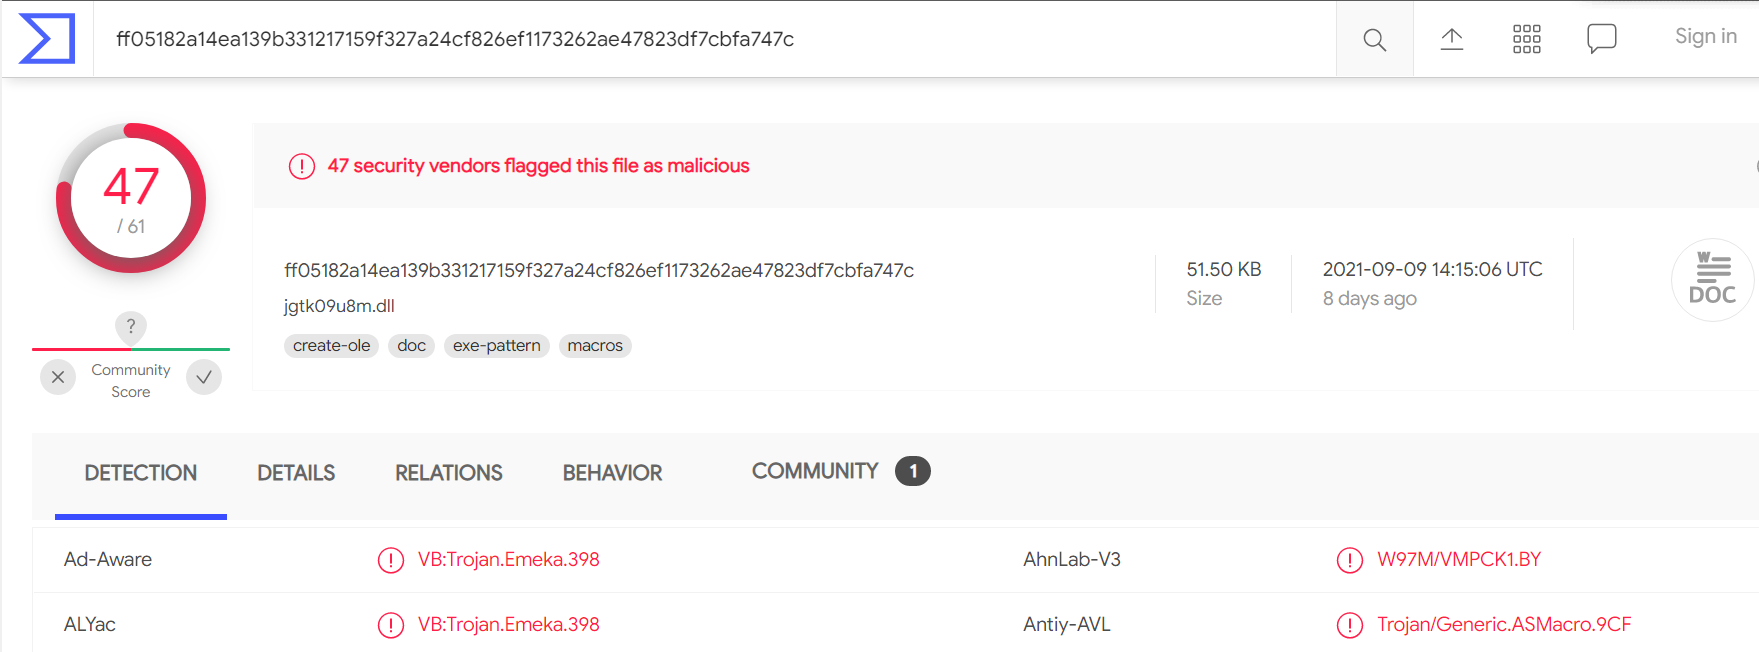 ff05182a14ea139b331217159f327a24cf826ef1173262ae47823df7cbfa747c
Sign in
47
/ 61
47 security vendors flagged this file as malicious
ff05182a14ea139b331217159f327a24cf826ef1173262ae47823df7cbfa747c
jgtk09u8m.dll
create-ole doc exe-pattern macros
51.50 KB
Size
2021-09-09 14:15:06 UTC
8 days ago
W
DOC
?
Community
Score
DETECTION DETAILS RELATIONS BEHAVIOR COMMUNITY 1
Ad-Aware VB:Trojan.Emeka.398 AhnLab-V3 W97M/VMPCK1.BY
ALYac VB:Trojan.Emeka.398 Antiy-AVL Trojan/Generic.ASMacro.9CF